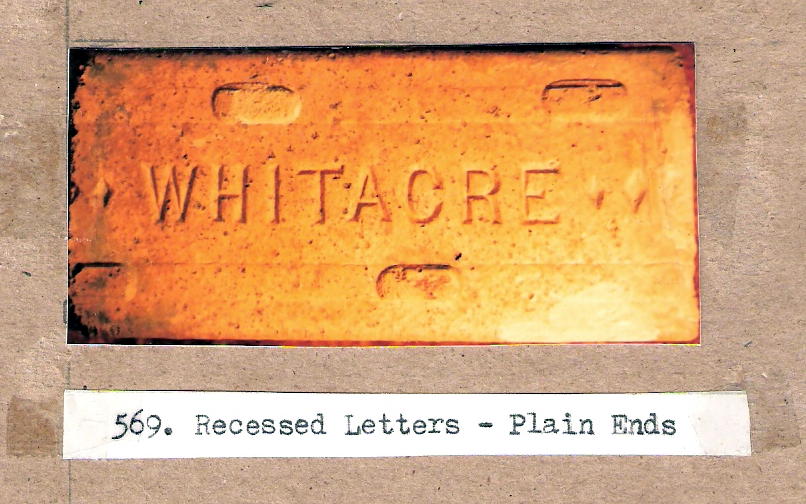 WHITACRE
569. Recessed Letters - Plain Ends